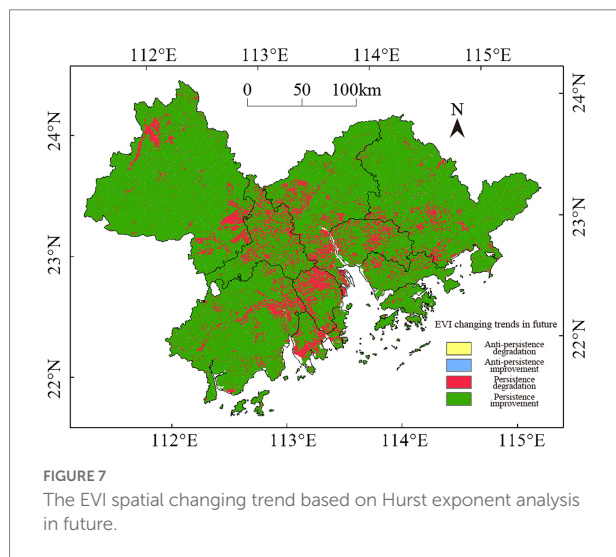 112°E 113°E 114°E 115°E
0 50 100km
N
24°N 24°N
23°N 23°N
22°N 22°N
EVI changing trends in future
Anti-persistence
degradation
Anti-persistence
improvement
Persistence
degradation
Persistence
improvement
112°E 113°E 114°E 115°E
FIGURE 7
The EVI spatial changing trend based on Hurst exponent analysis
in future.